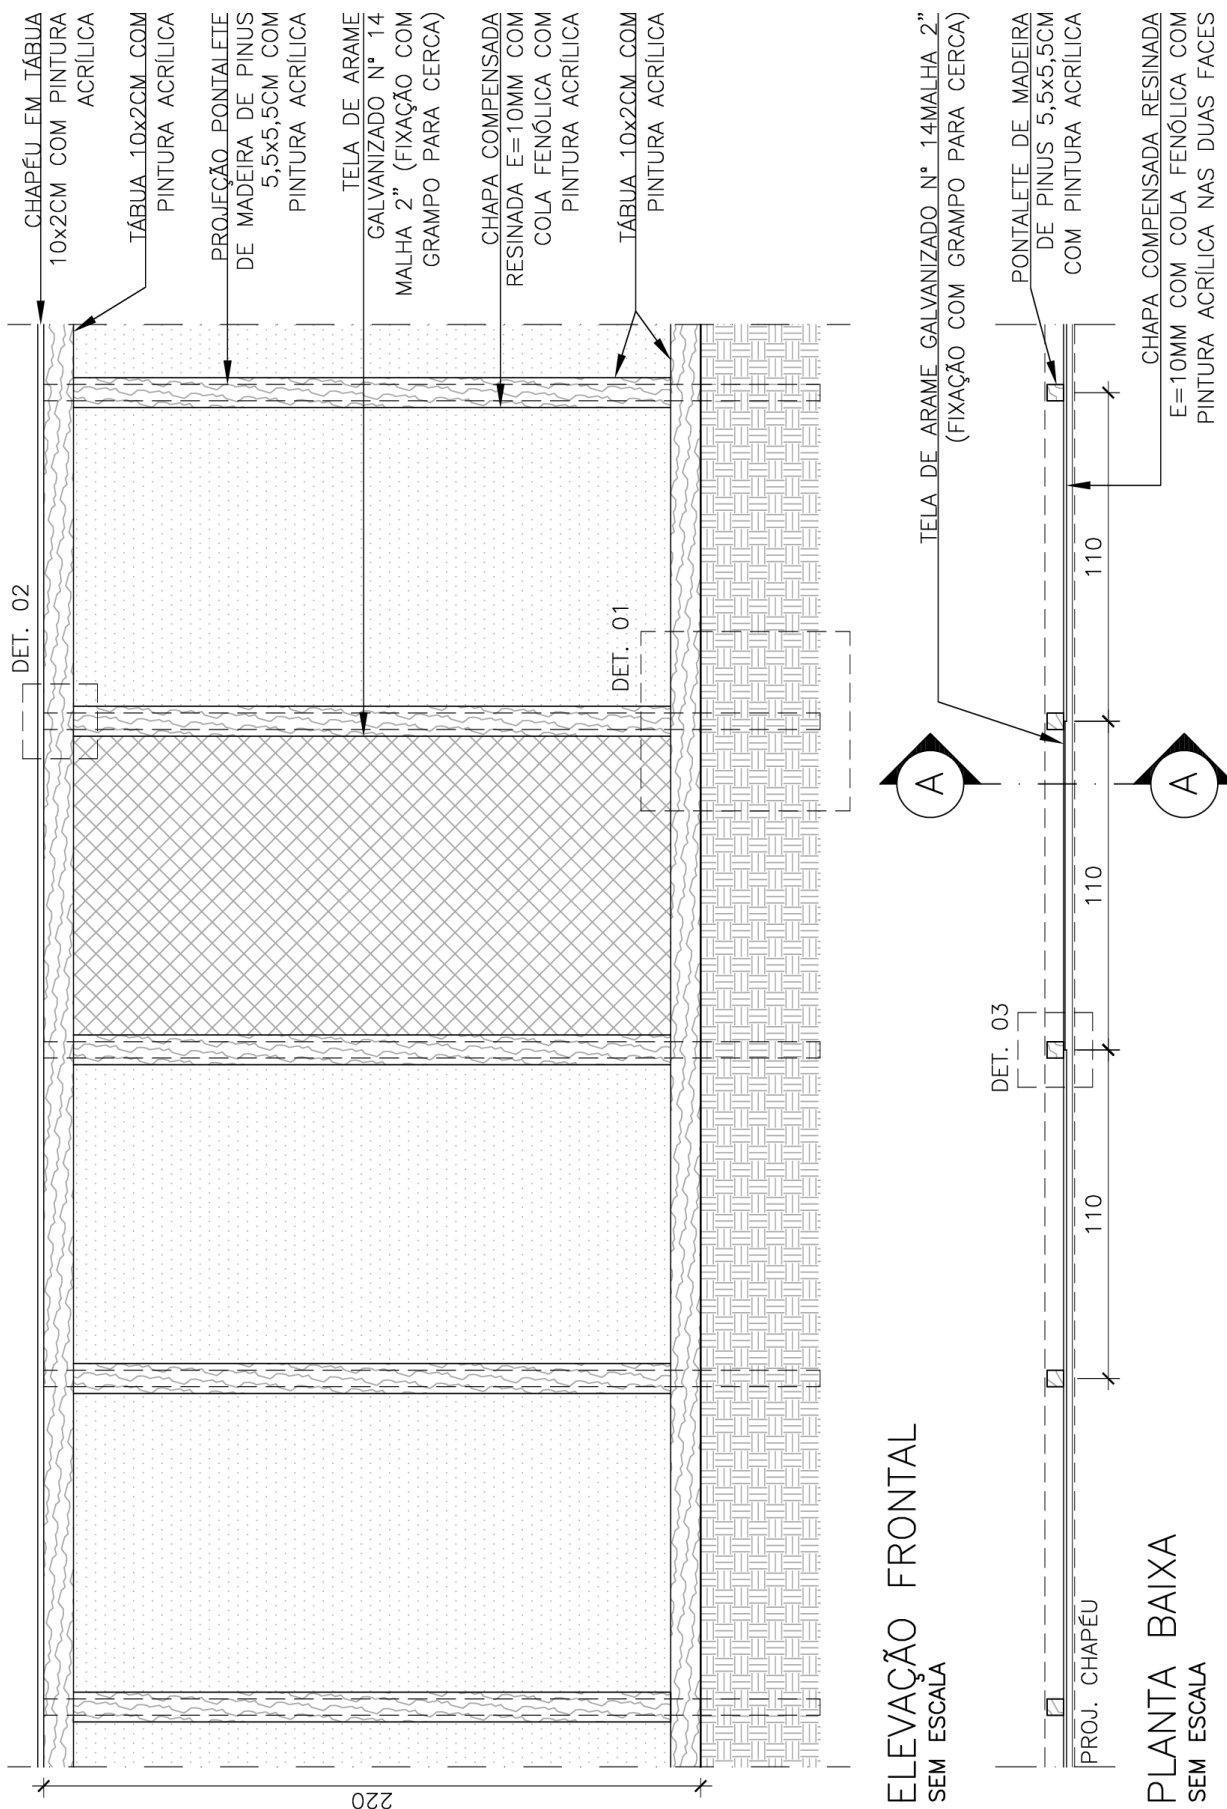 CHAPÉU EM TÁBUA
10x2CM COM PINTURA
ACRÍLICA
TÁBUA 10x2CM COM
PINTURA ACRÍLICA
PROJEÇÃO PONTALETE
DE MADEIRA DE PINUS
5,5x5,5CM COM
PINTURA ACRÍLICA
TELA DE ARAME
GALVANIZADO N° 14
MALHA 2" (FIXAÇÃO COM
GRAMPO PARA CERCA)
CHAPA COMPENSADA
RESINADA E=10MM COM
COLA FENÓLICA COM
PINTURA ACRÍLICA
TÁBUA 10x2CM COM
PINTURA ACRÍLICA
DET. 02
DET. 01
220
ELEVAÇÃO FRONTAL
SEM ESCALA
TELA DE ARAME GALVANIZADO N° 14MALHA 2"
(FIXAÇÃO COM GRAMPO PARA CERCA)
PONTALETE DE MADEIRA
DE PINUS 5,5x5,5CM
COM PINTURA ACRÍLICA
CHAPA COMPENSADA RESINADA
E=10MM COM COLA FENÓLICA COM
PINTURA ACRÍLICA NAS DUAS FACES
A
A
DET. 03
110
110
110
PROJ. CHAPÉU
PLANTA BAIXA
SEM ESCALA